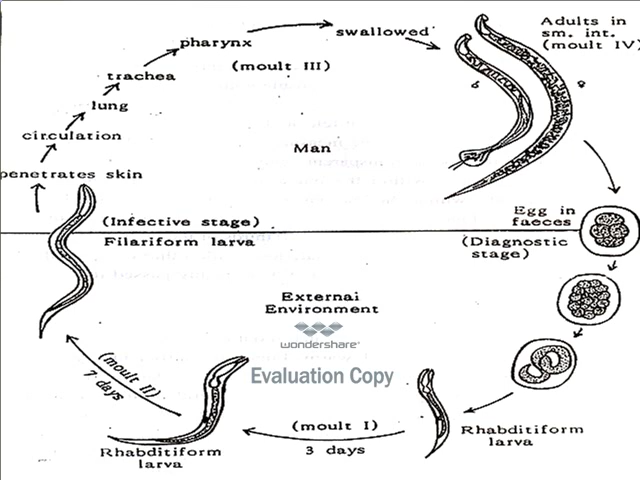 Adults in
sm. int.
(moult IV)
swallowed
pharynx
(moult III)
trachea
lung
circulation
penetrates skin
Man
Egg in
faeces
(Infective stage)
Filariform larva
(Diagnostic
stage)
External
Environment
wondershare
Evaluation Copy
(moult II)
7 days
(moult I)
3 days
Rhabditiform
larva
Rhabditiform
larva